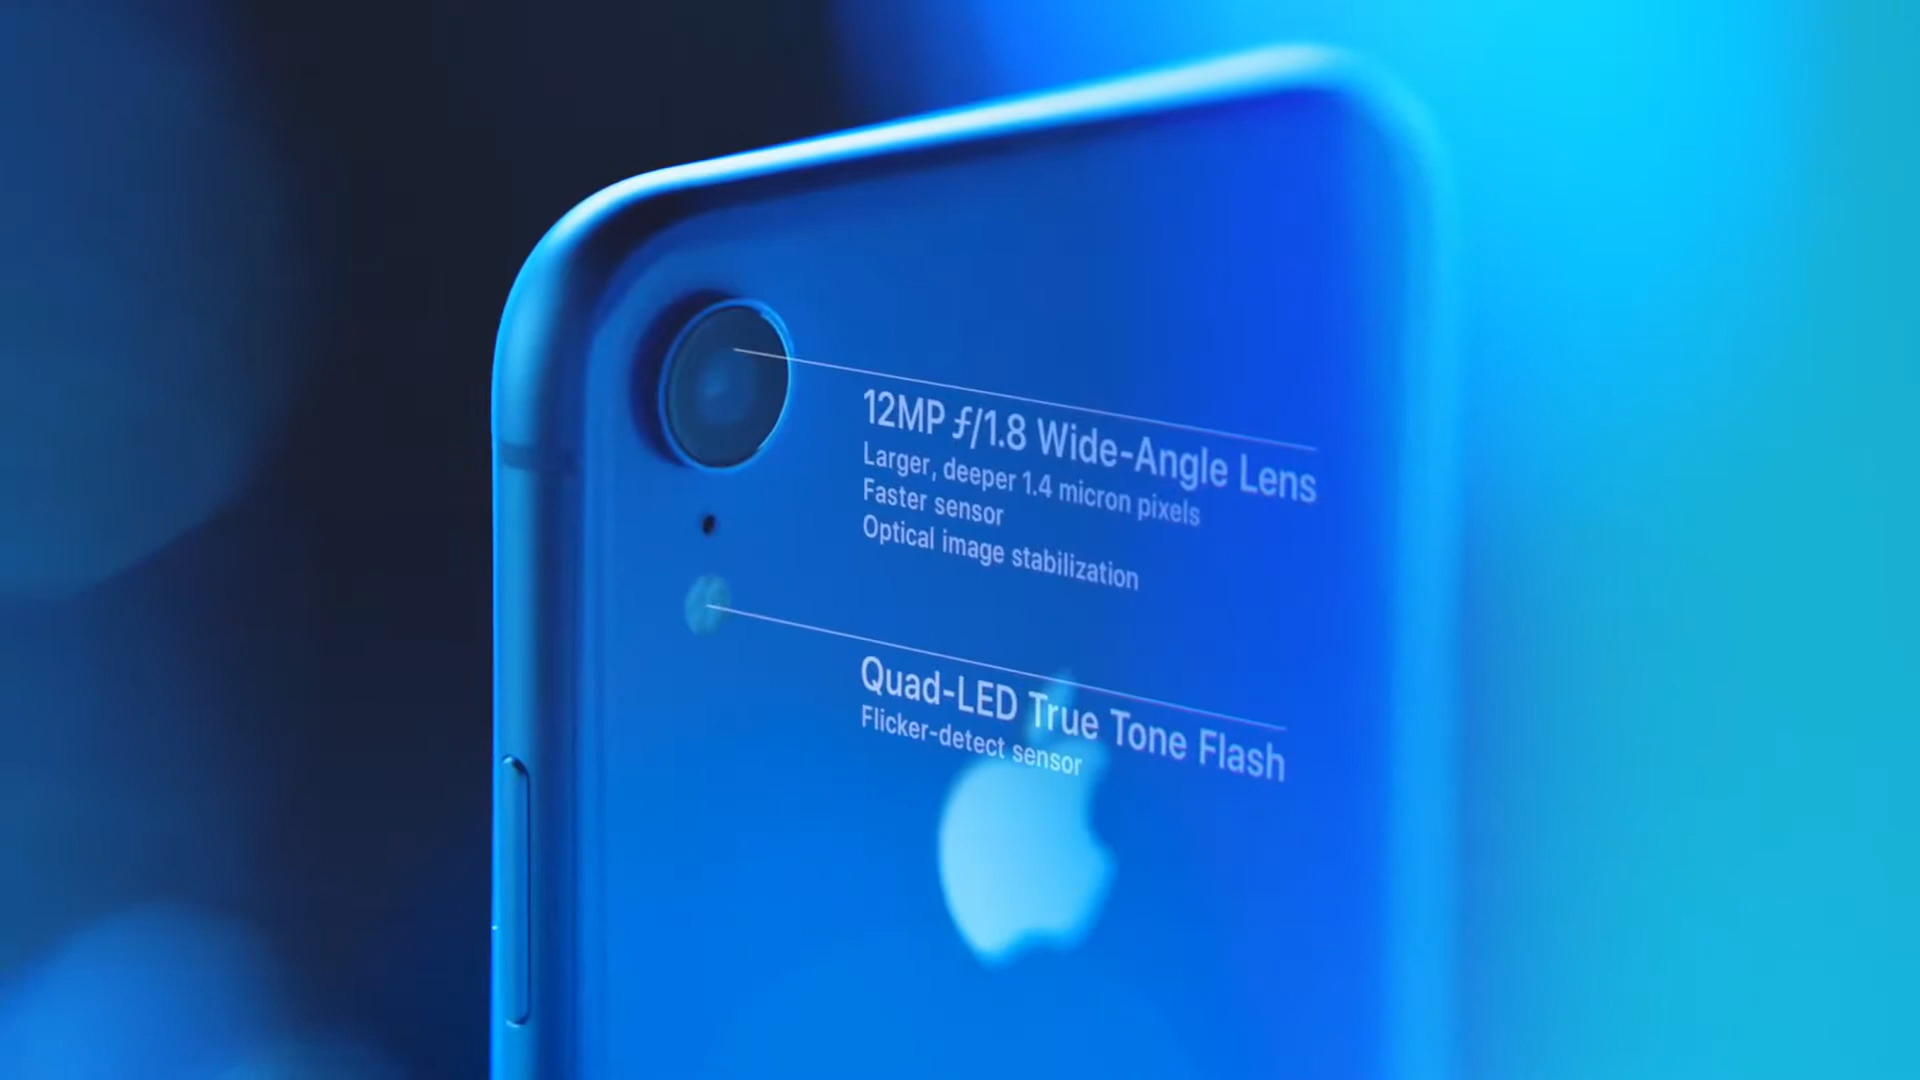 12MP ƒ/1.8 Wide-Angle Lens
Larger, deeper 1.4 micron pixels
Faster sensor
Optical image stabilization
Quad-LED True Tone Flash
Flicker-detect sensor